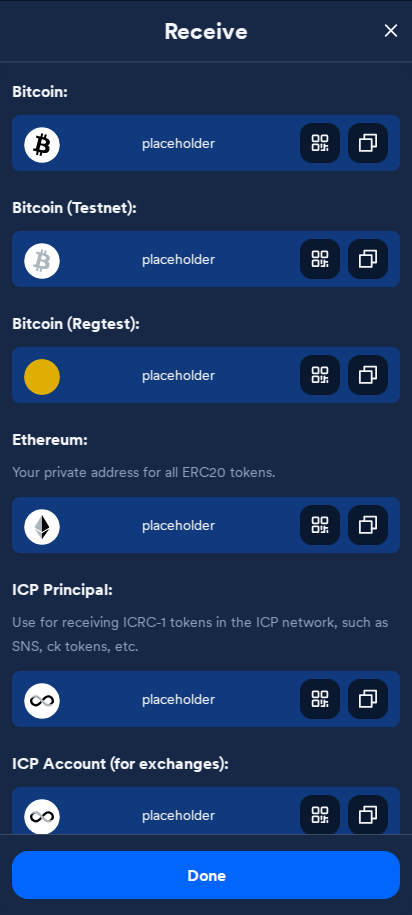 Receive
Bitcoin:
placeholder
Bitcoin (Testnet):
placeholder
Bitcoin (Regtest):
placeholder
Ethereum:
Your private address for all ERC20 tokens.
placeholder
ICP Principal:
Use for receiving ICRC-1 tokens in the ICP network, such as
SNS, ck tokens, etc.
placeholder
ICP Account (for exchanges):
placeholder
Done